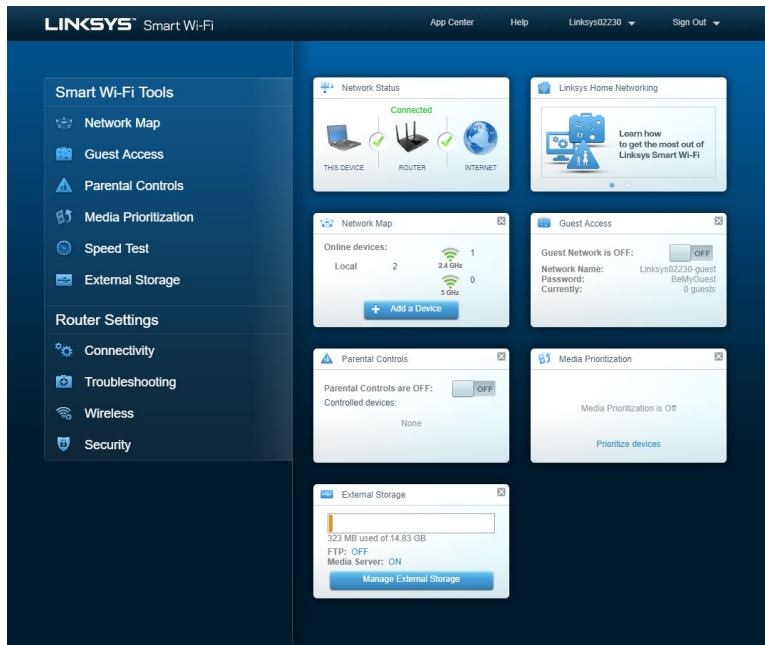 LINKSYS™ Smart Wi-Fi
App Center Help Linksys02230 Sign Out
Smart Wi-Fi Tools
Network Map
Guest Access
Parental Controls
Media Prioritization
Speed Test
External Storage
Router Settings
Connectivity
Troubleshooting
Wireless
Security
Network Status
Connected
THIS DEVICE ROUTER INTERNET
Linksys Home Networking
Learn how
to get the most out of
Linksys Smart Wi-Fi
Network Map
Online devices:
Local 2
1
2.4 GHz
0
5 GHz
+ Add a Device
Guest Access
Guest Network is OFF: OFF
Network Name: Linksys02230-guest
Password: BeMyGuest
Currently: 0 guests
Parental Controls
Parental Controls are OFF: OFF
Controlled devices:
None
Media Prioritization
Media Prioritization is Off
Prioritize devices
External Storage
323 MB used of 14.83 GB
FTP: OFF
Media Server: ON
Manage External Storage